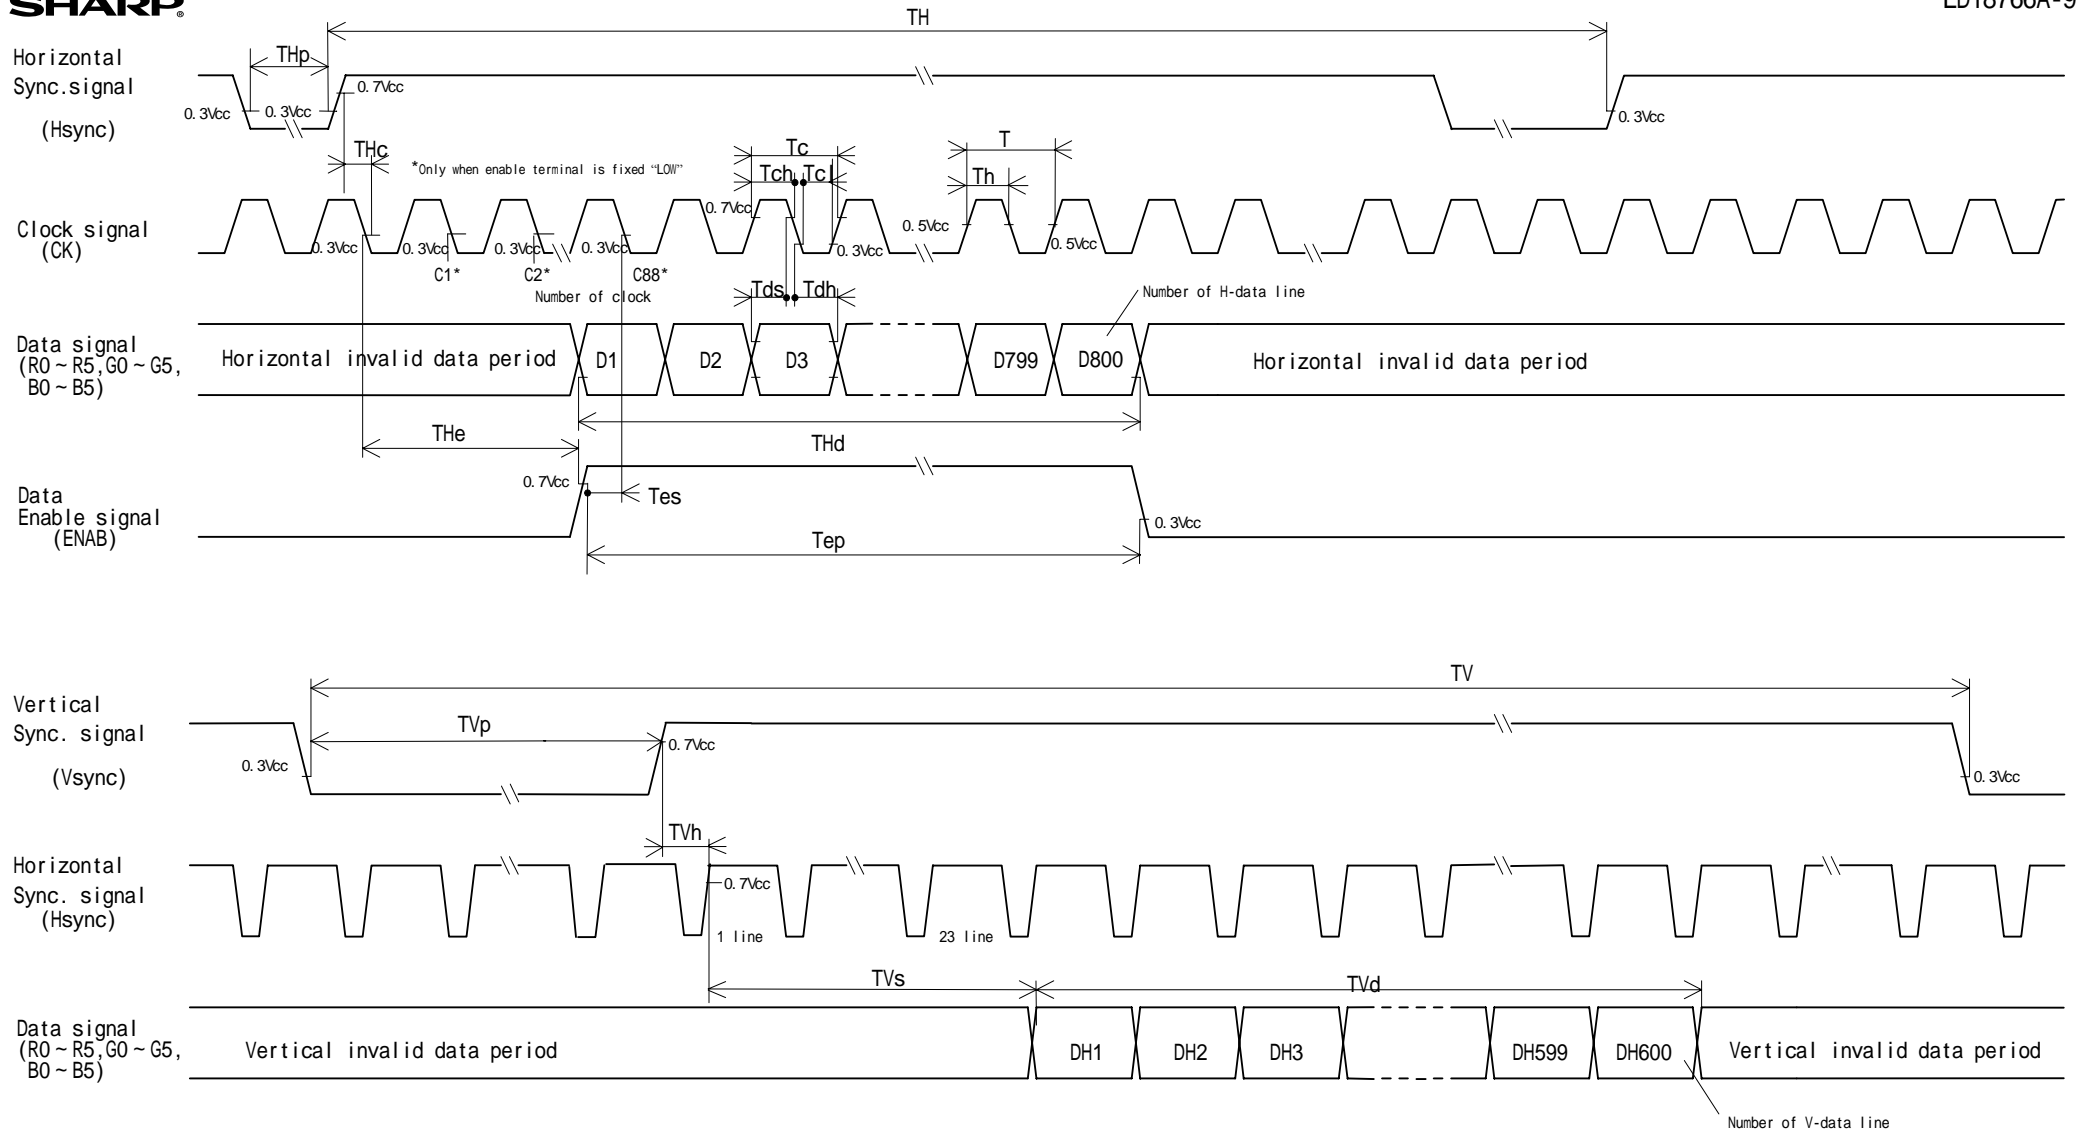 SHARP®
TH
Horizontal
Sync.signal
(Hsync)
THp
0.7Vcc
0.3Vcc
0.3Vcc
0.3Vcc
THc
*Only when enable terminal is fixed “LOW”
Tc
Tch
Tcl
T
Th
Clock signal
(CK)
0.7Vcc
0.5Vcc
0.3Vcc
0.3Vcc
0.3Vcc
0.3Vcc
0.3Vcc
0.5Vcc
C1*
C2*
C88*
Number of clock
Tds
Tdh
Number of H-data line
Data signal
(R0~R5,G0~G5,
B0~B5)
Horizontal invalid data period
D1
D2
D3
D799
D800
Horizontal invalid data period
THe
THd
0.7Vcc
Tes
Data
Enable signal
(ENAB)
0.3Vcc
Tep
TV
Vertical
Sync. signal
(Vsync)
TVp
0.7Vcc
0.3Vcc
0.3Vcc
TVh
Horizontal
Sync. signal
(Hsync)
0.7Vcc
1 line
23 line
TVs
TVd
Data signal
(R0~R5,G0~G5,
B0~B5)
Vertical invalid data period
DH1
DH2
DH3
DH599
DH600
Vertical invalid data period
Number of V-data line